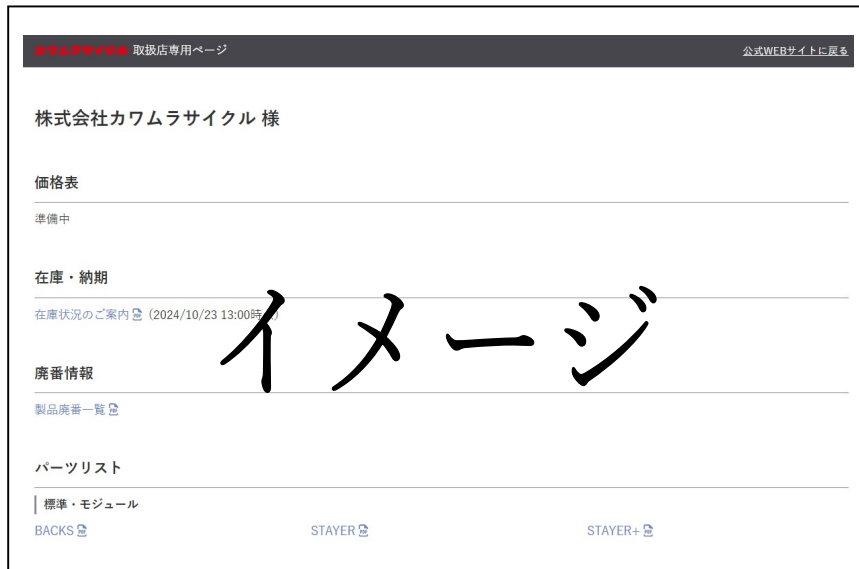 カワムラサイクル 取扱店専用ページ 公式WEBサイトに戻る
株式会社カワムラサイクル 様
価格表
準備中
在庫・納期
在庫状況のご案内 (2024/10/23 13:00時
イメージ
廃番情報
製品廃番一覧
パーツリスト
標準・モジュール
BACKS STAYER STAYER+